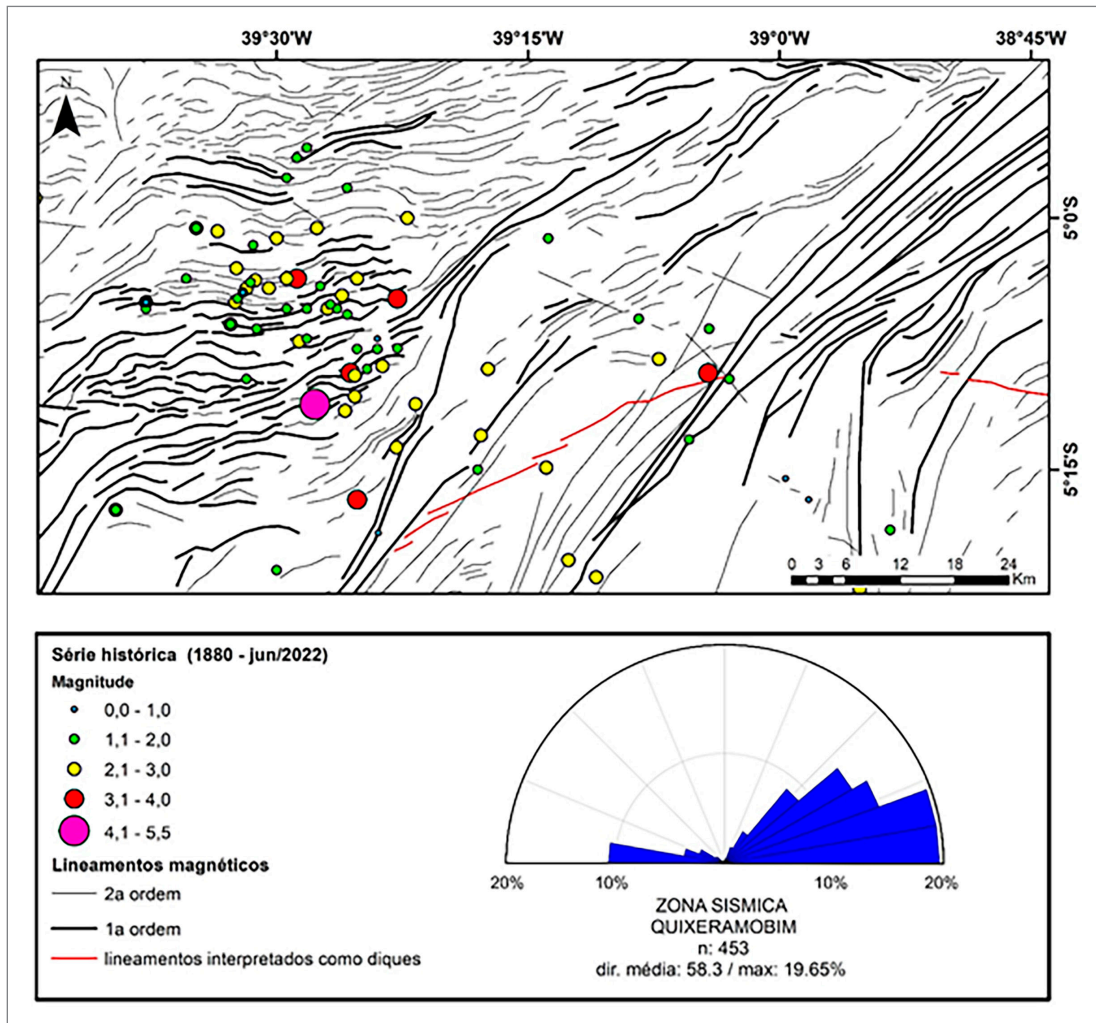 39°30'W 39°15'W 39°0'W 38°45'W
N
5°0'S
5°15'S
0 3 6 12 18 24
Km
Série histórica (1880 - jun/2022)
Magnitude
0,0 - 1,0
1,1 - 2,0
2,1 - 3,0
3,1 - 4,0
4,1 - 5,5
Lineamentos magnéticos
2a ordem
1a ordem
lineamentos interpretados como diques
20% 10% 10% 20%
ZONA SISMICA
QUIXERAMOBIM
n: 453
dir. média: 58.3 / max: 19.65%